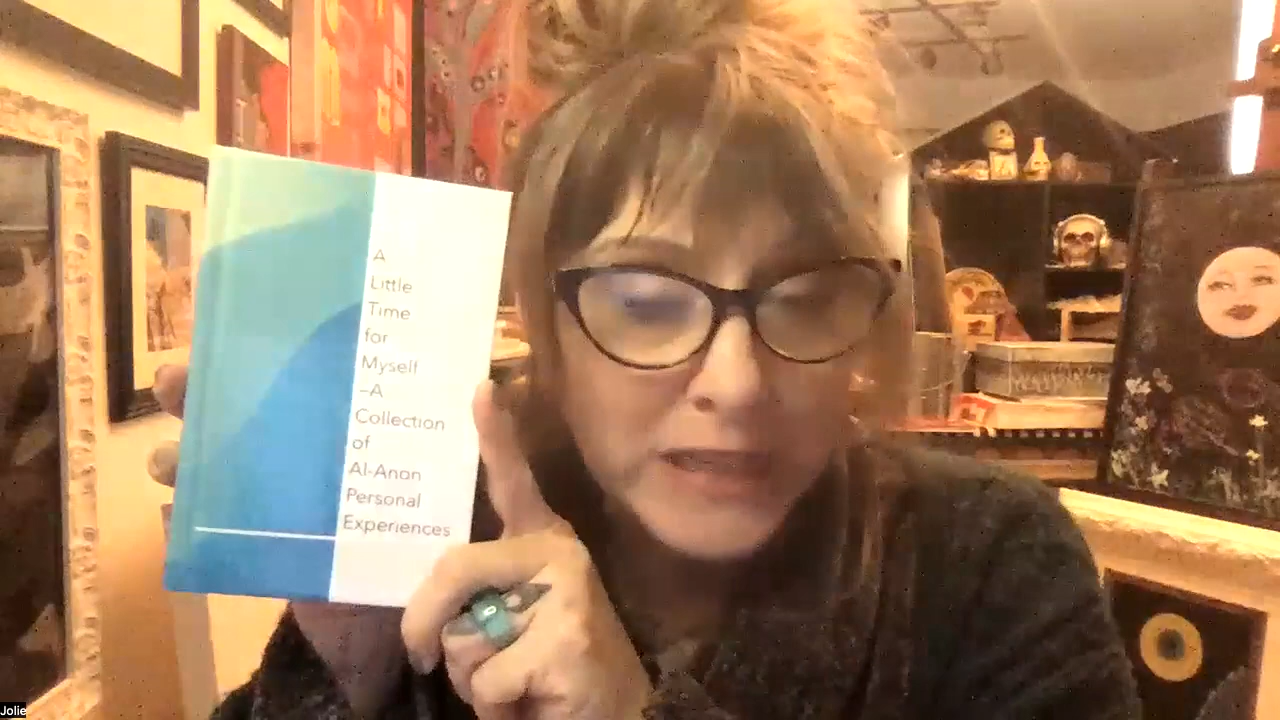 A
Little
Time
for
Myself
–A
Collection
of
Al-Anon
Personal
Experiences
Jolie